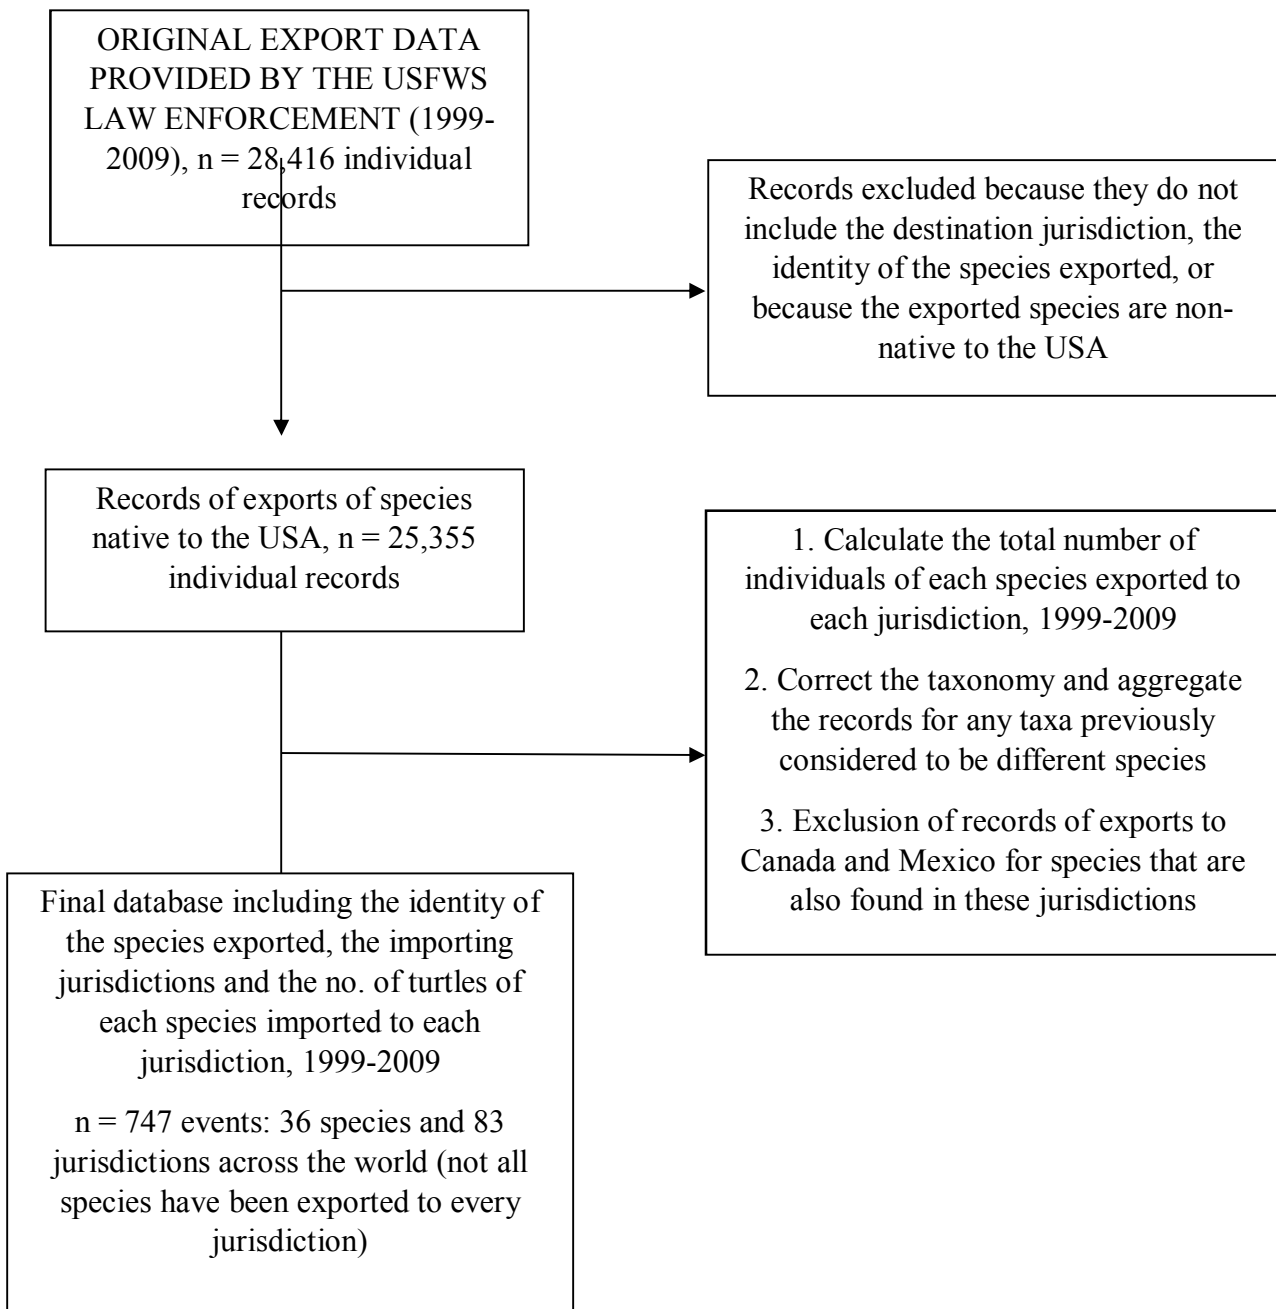 ORIGINAL EXPORT DATA
PROVIDED BY THE USFWS
LAW ENFORCEMENT (1999-
2009), n = 28,416 individual
records
Records excluded because they do not
include the destination jurisdiction, the
identity of the species exported, or
because the exported species are non-
native to the USA
Records of exports of species
native to the USA, n = 25,355
individual records
1. Calculate the total number of
individuals of each species exported to
each jurisdiction, 1999-2009
2. Correct the taxonomy and aggregate
the records for any taxa previously
considered to be different species
3. Exclusion of records of exports to
Canada and Mexico for species that are
also found in these jurisdictions
Final database including the identity of
the species exported, the importing
jurisdictions and the no. of turtles of
each species imported to each
jurisdiction, 1999-2009
n = 747 events: 36 species and 83
jurisdictions across the world (not all
species have been exported to every
jurisdiction)